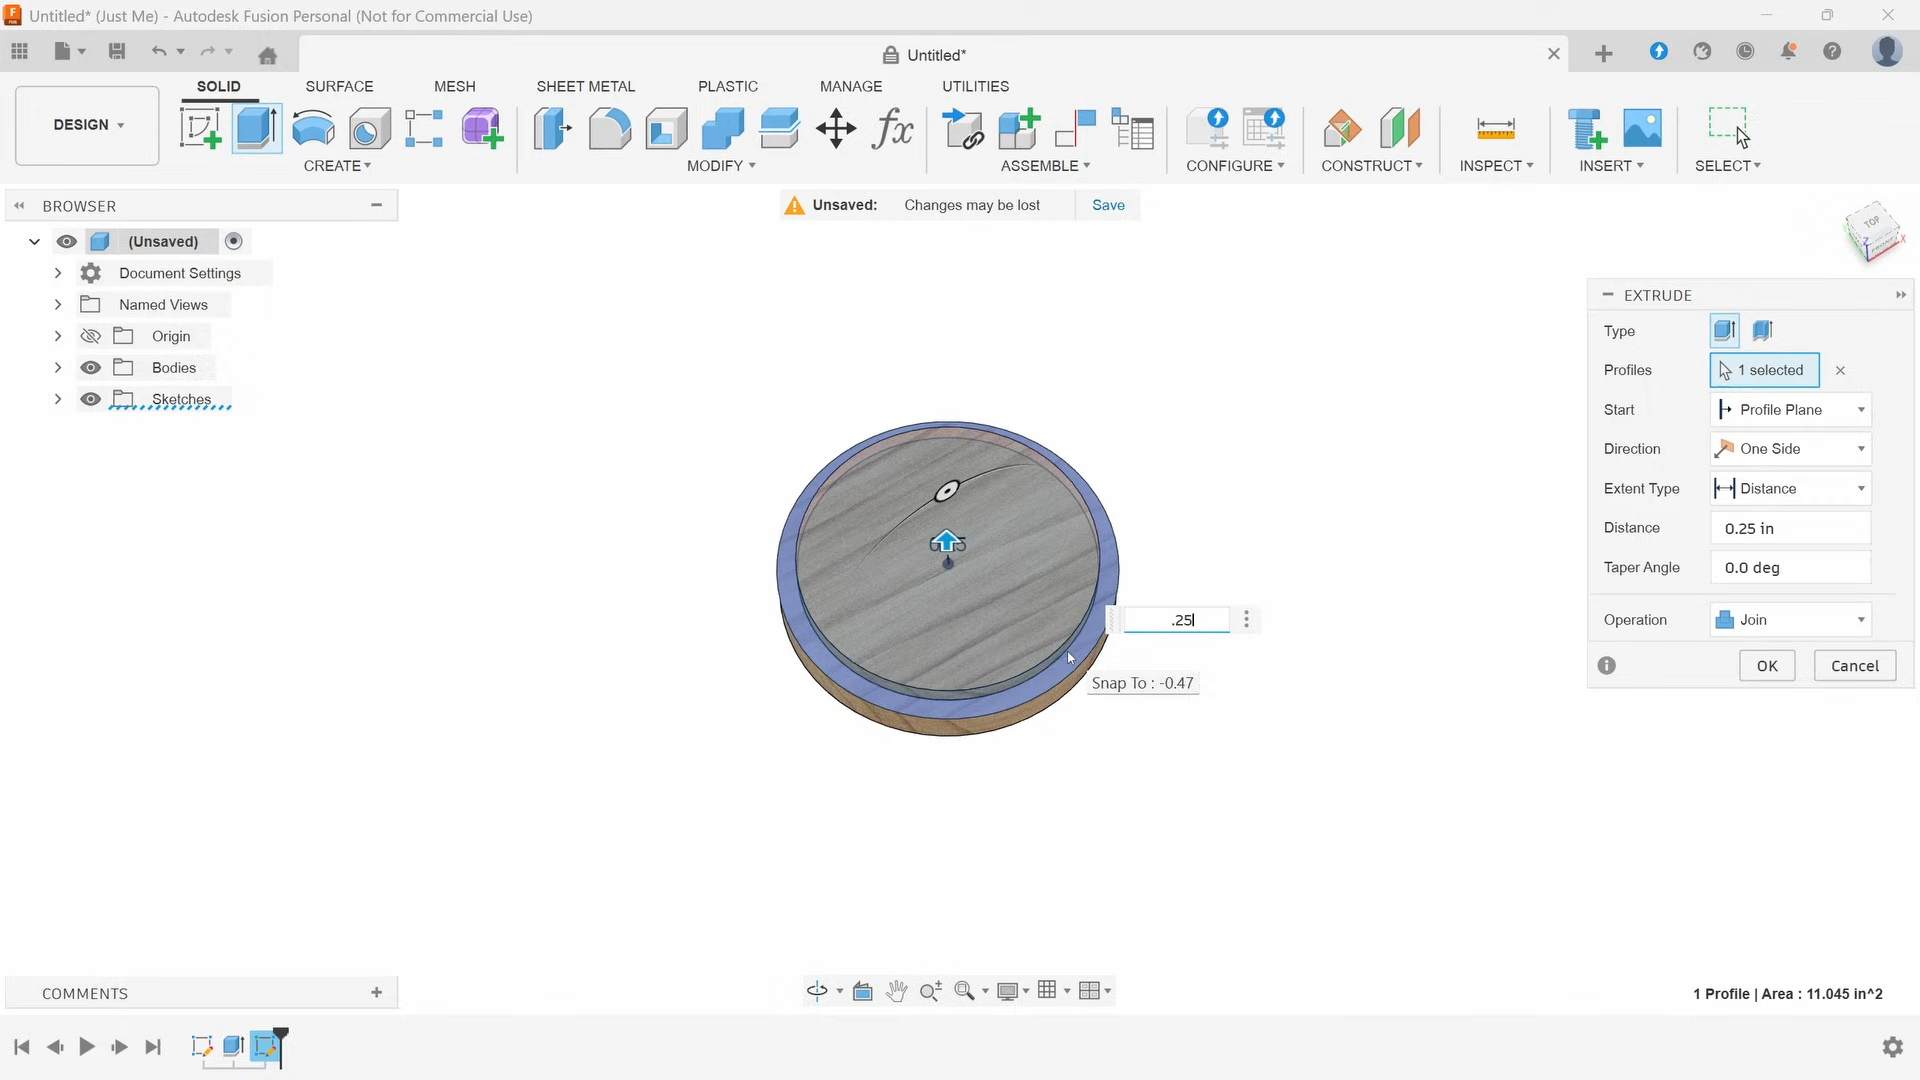 Untitled* (Just Me) - Autodesk Fusion Personal (Not for Commercial Use)
Untitled*
DESIGN
SOLID
SURFACE
MESH
SHEET METAL
PLASTIC
MANAGE
UTILITIES
CREATE
MODIFY
ASSEMBLE
CONFIGURE
CONSTRUCT
INSPECT
INSERT
SELECT
BROWSER
Unsaved: Changes may be lost Save
(Unsaved)
Document Settings
Named Views
Origin
Bodies
Sketches
TOP
FRONT
Z
X
EXTRUDE
Type
Profiles 1 selected
Start Profile Plane
Direction One Side
Extent Type Distance
Distance 0.25 in
Taper Angle 0.0 deg
Operation Join
OK Cancel
.25
Snap To : -0.47
COMMENTS
1 Profile | Area : 11.045 in^2